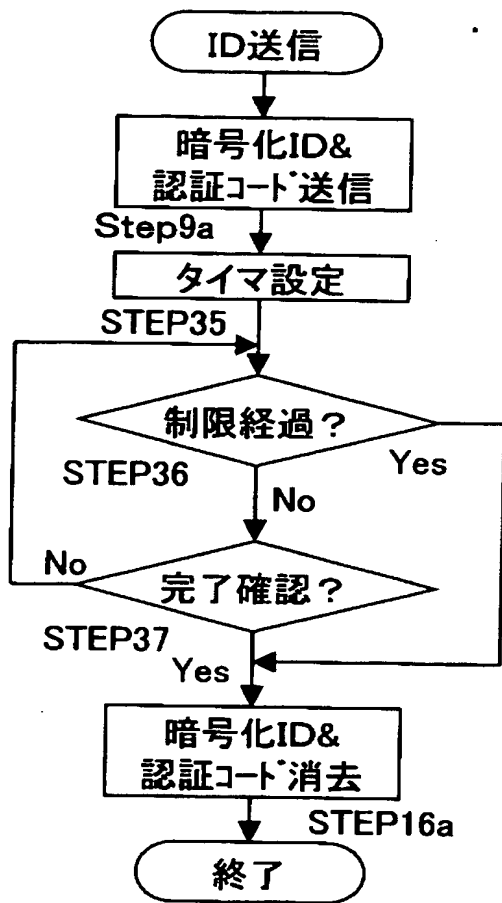 ID送信
暗号化ID&
認証ｺｰﾄﾞ送信
Step9a
タイマ設定
STEP35
制限経過？
STEP36
Yes
No
No
完了確認？
STEP37
Yes
暗号化ID&
認証ｺｰﾄﾞ消去
STEP16a
終了